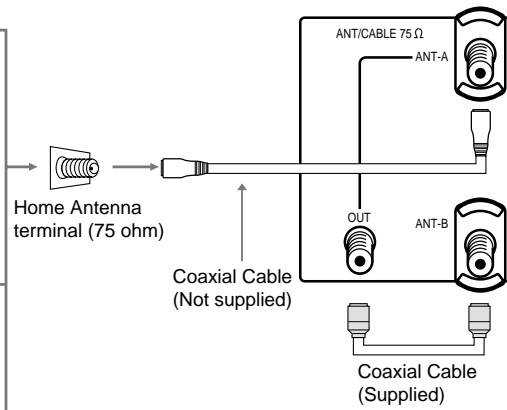 ANT/CABLE 75 Ω
ANT-A
Home Antenna
terminal (75 ohm)
OUT
ANT-B
Coaxial Cable
(Not supplied)
Coaxial Cable
(Supplied)